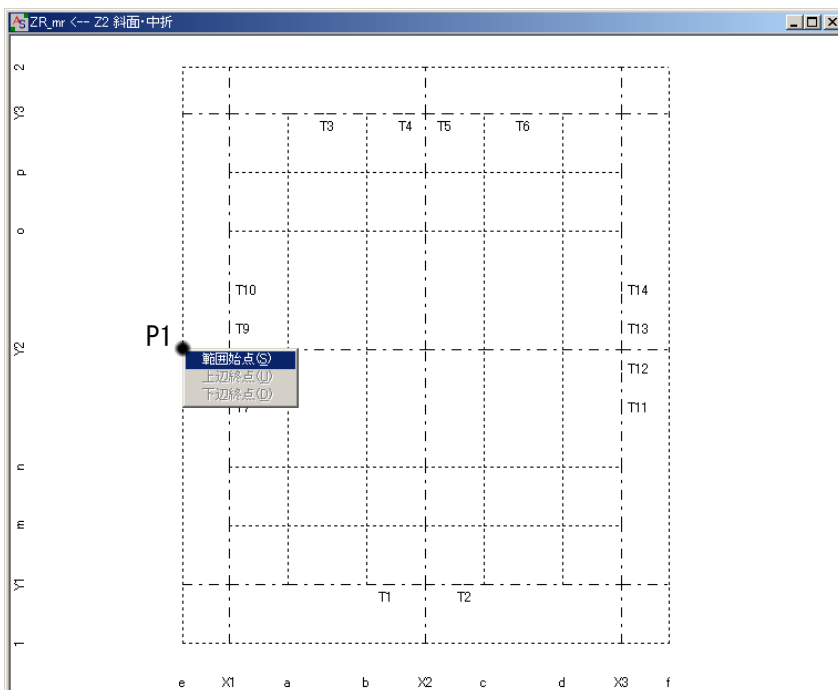 ZR_mr <-- Z2 斜面・中折
2
Y3
T3 T4 T5 T6
p
o
T10 T14
P1 T9 T13
Y2
範囲始点(S)
上辺終点(U)
T12
下辺終点(D)
T7 T11
n
m
Y1
T1 T2
1
e X1 a b X2 c d X3 f